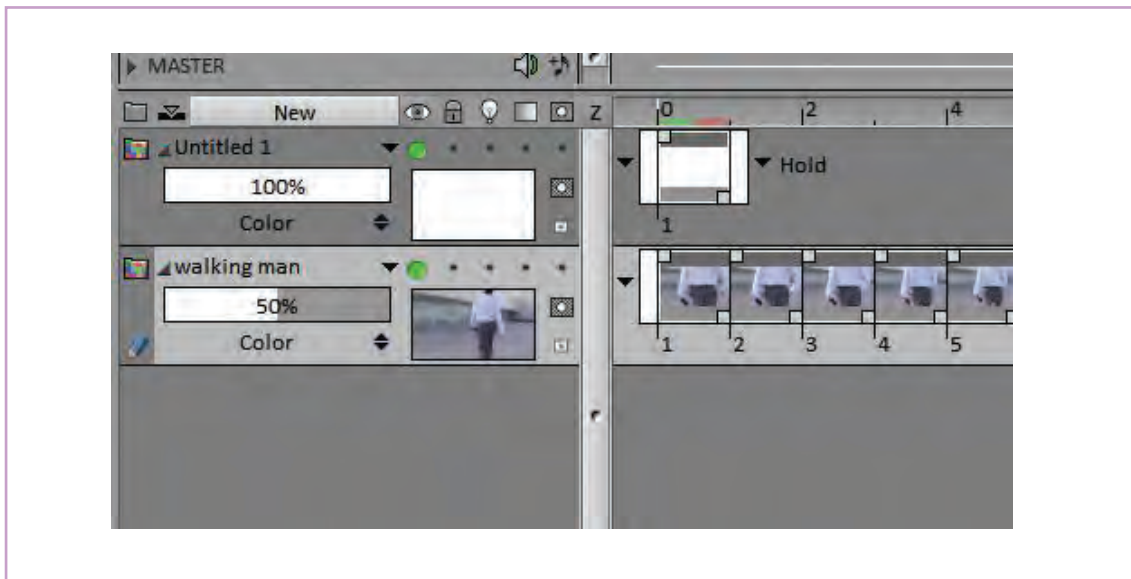 MASTER
New Z 0 2 4
Untitled 1
Hold
100%
Color 1
walking man
50%
Color 1 2 3 4 5